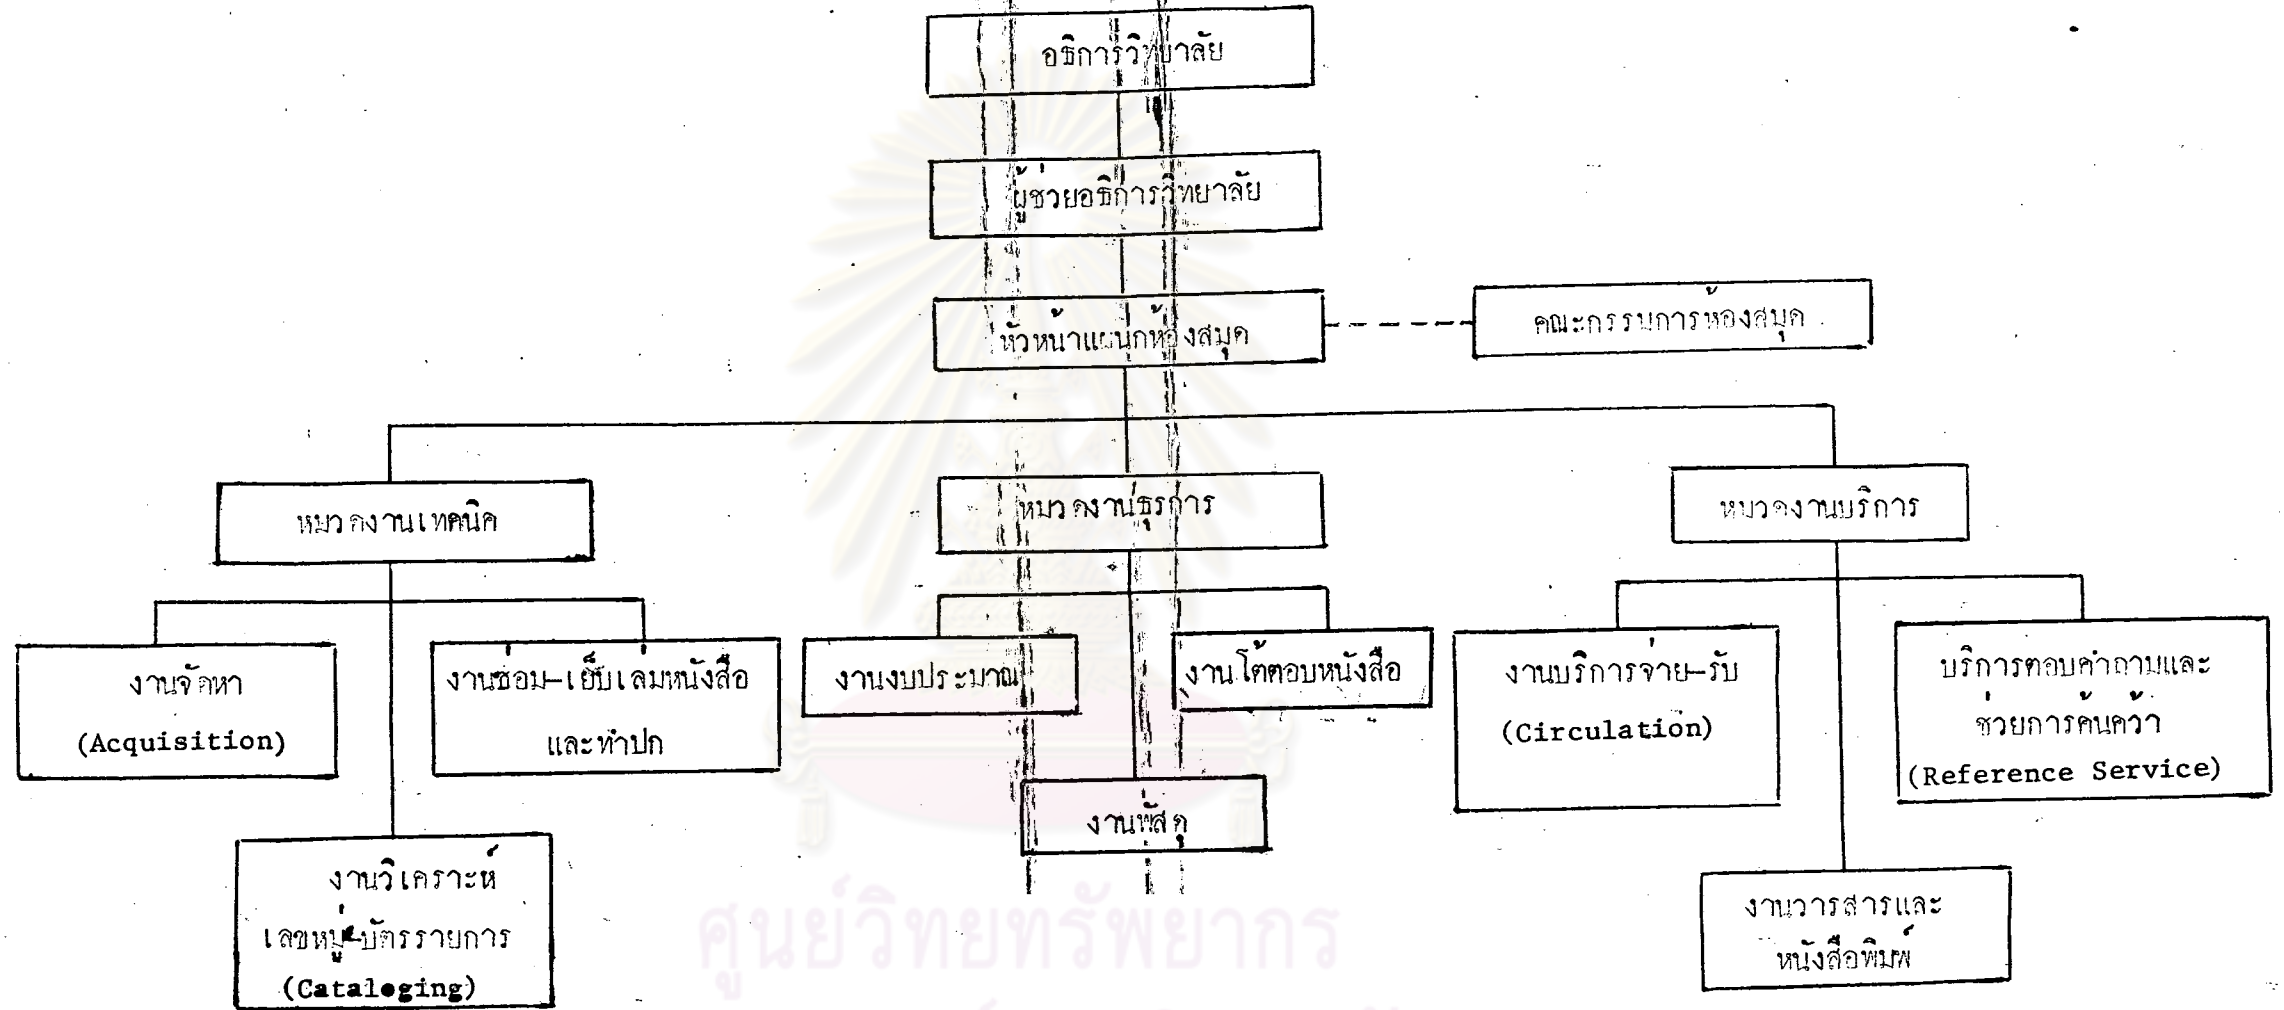 อธิการวิทยาลัย
ผู้ช่วยอธิการวิทยาลัย
หัวหน้าแผนกห้องสมุด
คณะกรรมการห้องสมุด
หมวดงานเทคนิค
หมวดงานธุรการ
หมวดงานบริการ
งานจัดหา
(Acquisition)
งานซ่อม-เย็บเล่มหนังสือ
และทำปก
งานงบประมาณ
งานโต้ตอบหนังสือ
งานบริการจ่าย-รับ
(Circulation)
บริการตอบคำถามและ
ช่วยการค้นคว้า
(Reference Service)
งานพัสดุ
งานวิเคราะห์
เลขหมู่-บัตรรายการ
(Cataloging)
งานวารสารและ
หนังสือพิมพ์
ศูนย์วิทยทรัพยากร